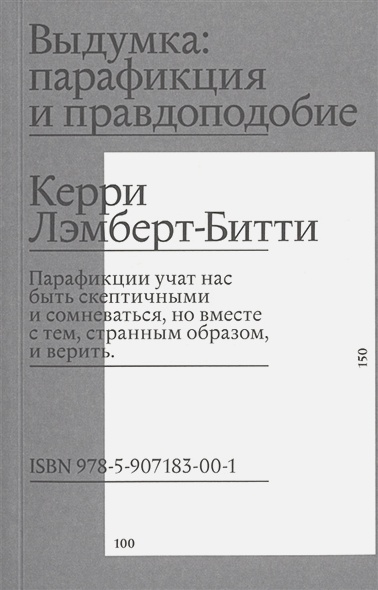 Выдумка:
парафикция
и правдоподобие
Керри
Лэмберт-Битти
Парафикции учат нас
быть скептичными
и сомневаться, но вместе
с тем, странным образом,
и верить.
150
ISBN 978-5-907183-00-1
100